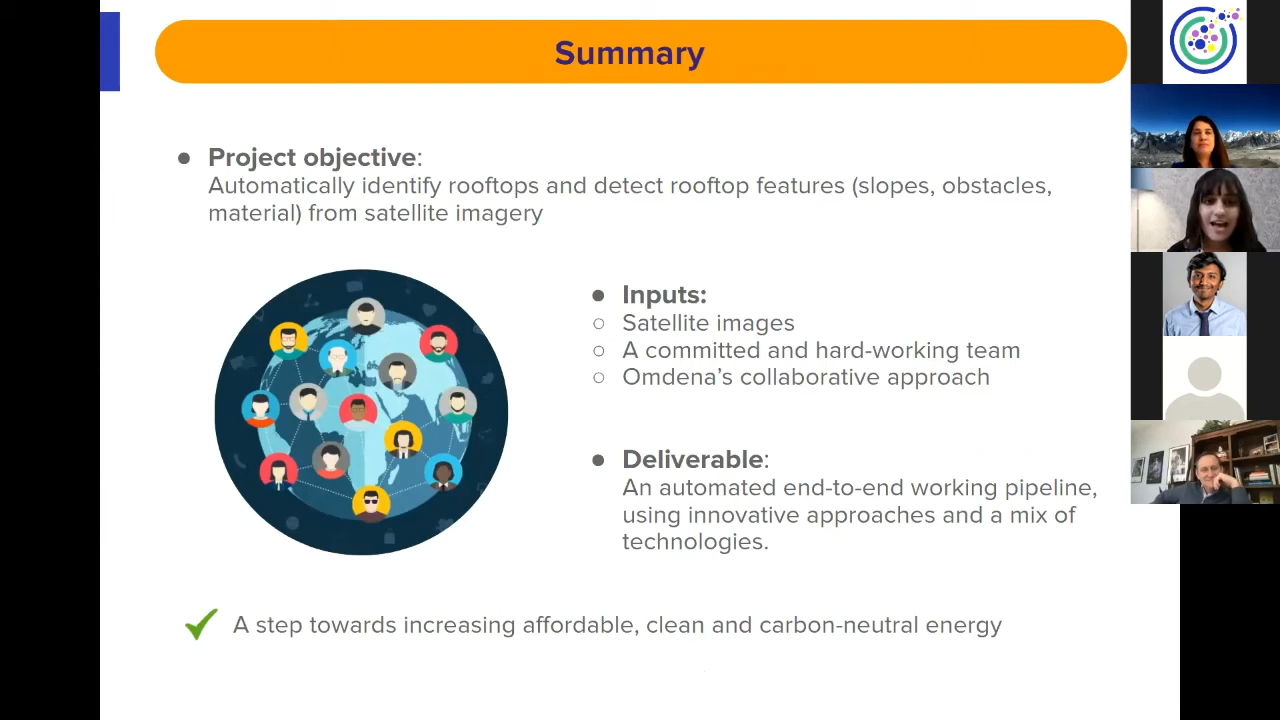 Summary
● Project objective:
Automatically identify rooftops and detect rooftop features (slopes, obstacles,
material) from satellite imagery
● Inputs:
○ Satellite images
○ A committed and hard-working team
○ Omdena's collaborative approach
● Deliverable:
An automated end-to-end working pipeline,
using innovative approaches and a mix of
technologies.
A step towards increasing affordable, clean and carbon-neutral energy